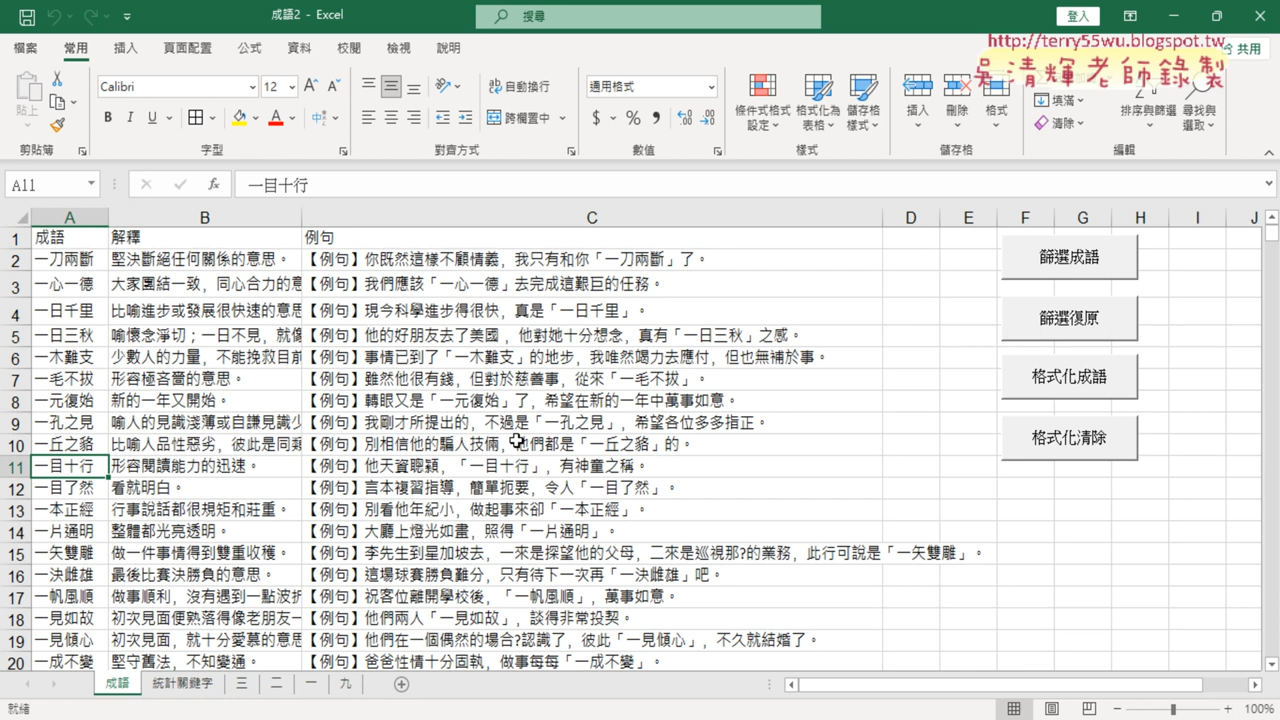 成語2 - Excel
搜尋
登入
http://terry55wu.blogspot.tw
吳清輝老師錄製
檔案 常用 插入 頁面配置 公式 資料 校閱 檢視 說明 共用
貼上
剪貼簿
Calibri 12
B I U
字型
自動換行
跨欄置中
對齊方式
通用格式
$ %
數值
條件式格式設定 格式化為表格 儲存格樣式
樣式
插入 刪除 格式
儲存格
填滿
清除
排序與篩選 尋找與選取
編輯
A11 fx 一目十行
A B C D E F G H I J
1 成語 解釋 例句
2 一刀兩斷 堅決斷絕任何關係的意思。 【例句】你既然這樣不顧情義，我只有和你「一刀兩斷」了。
3 一心一德 大家團結一致，同心合力的意 【例句】我們應該「一心一德」去完成這艱巨的任務。
4 一日千里 比喻進步或發展很快速的意思 【例句】現今科學進步得很快，真是「一日千里」。
5 一日三秋 喻懷念淨切；一日不見，就像 【例句】他的好朋友去了美國，他對她十分想念，真有「一日三秋」之感。
6 一木難支 少數人的力量，不能挽救目前 【例句】事情已到了「一木難支」的地步，我唯然竭力去應付，但也無補於事。
7 一毛不拔 形容極吝嗇的意思。 【例句】雖然他很有錢，但對於慈善事，從來「一毛不拔」。
8 一元復始 新的一年又開始。 【例句】轉眼又是「一元復始」了，希望在新的一年中萬事如意。
9 一孔之見 喻人的見識淺薄或自謙見識少 【例句】我剛才所提出的，不過是「一孔之見」，希望各位多多指正。
10 一丘之貉 比喻人品性惡劣，彼此是同類 【例句】別相信他的騙人技倆，他們都是「一丘之貉」的。
11 一目十行 形容閱讀能力的迅速。 【例句】他天資聰穎，「一目十行」，有神童之稱。
12 一目了然 看就明白。 【例句】言本複習指導，簡單扼要，令人「一目了然」。
13 一本正經 行事說話都很規矩和莊重。 【例句】別看他年紀小，做起事來卻「一本正經」。
14 一片通明 整體都光亮透明。 【例句】大廳上燈光如晝，照得「一片通明」。
15 一矢雙雕 做一件事情得到雙重收穫。 【例句】李先生到星加坡去，一來是探望他的父母，二來是巡視那?的業務，此行可說是「一矢雙雕」。
16 一決雌雄 最後比賽決勝負的意思。 【例句】這場球賽勝負難分，只有待下一次再「一決雌雄」吧。
17 一帆風順 做事順利，沒有遇到一點波折 【例句】祝客位離開學校後，「一帆風順」，萬事如意。
18 一見如故 初次見面便熟落得像老朋友一 【例句】他們兩人「一見如故」，談得非常投契。
19 一見傾心 初次見面，就十分愛慕的意思 【例句】他們在一個偶然的場合?認識了，彼此「一見傾心」，不久就結婚了。
20 一成不變 堅守舊法，不知變通。 【例句】爸爸性情十分固執，做事每每「一成不變」。
篩選成語
篩選復原
格式化成語
格式化清除
成語 統計關鍵字 三 二 一 九
就緒 100%